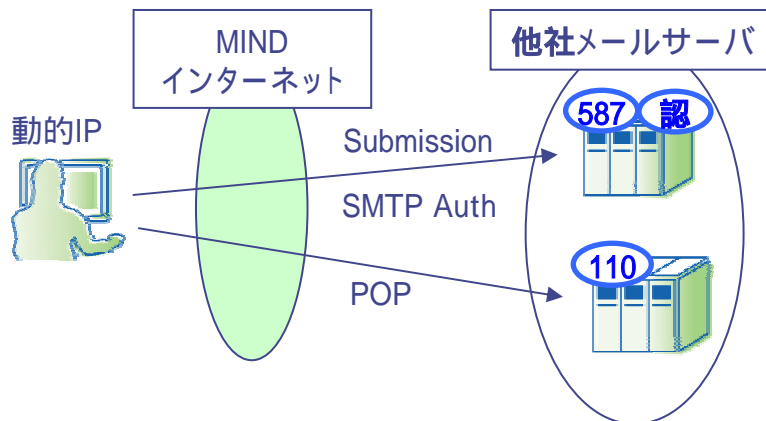 MIND
インターネット
他社メールサーバ
動的IP
587
認
Submission
SMTP Auth
110
POP